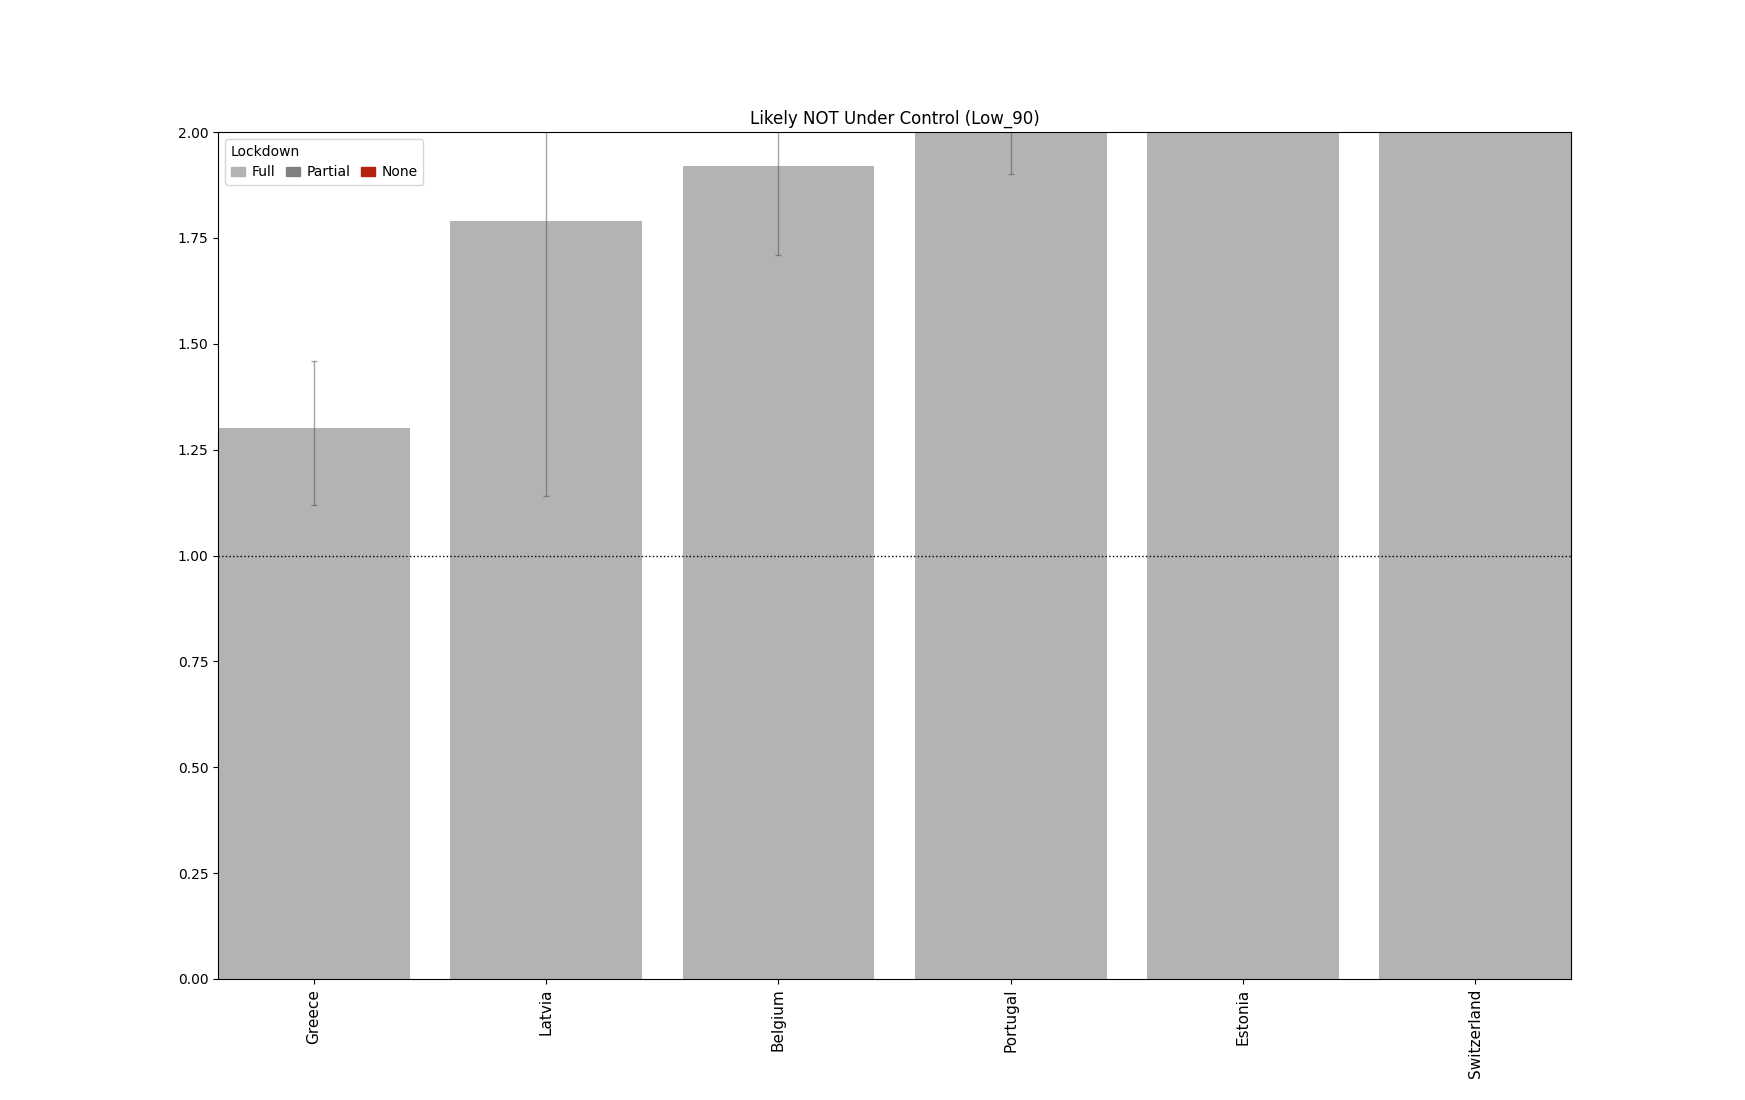 Likely NOT Under Control (Low_90)
Lockdown
Full Partial None
2.00
1.75
1.50
1.25
1.00
0.75
0.50
0.25
0.00
Greece
Latvia
Belgium
Portugal
Estonia
Switzerland